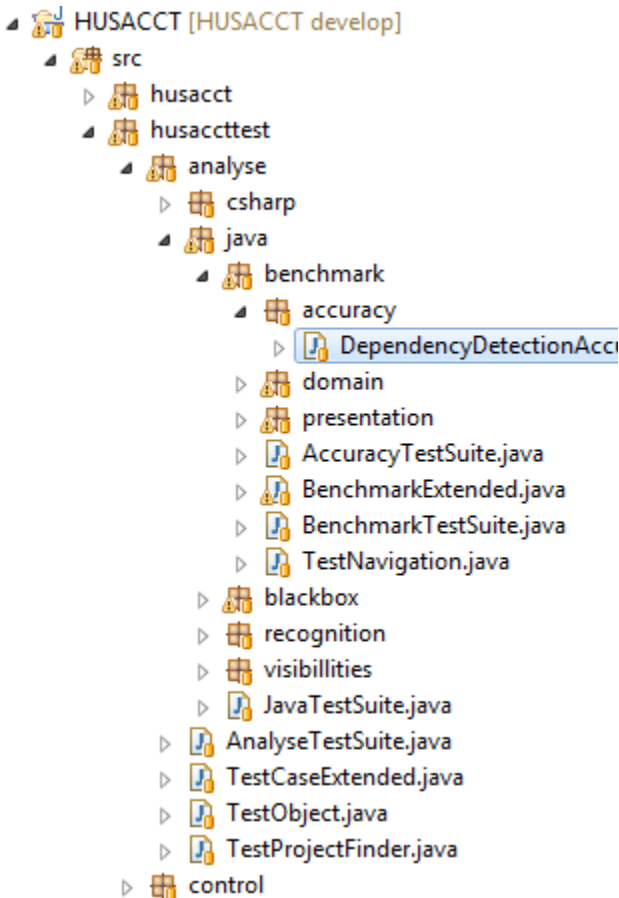 HUSACCT [HUSACCT develop]
src
husacct
husaccttest
analyse
csharp
java
benchmark
accuracy
DependencyDetectionAccu
domain
presentation
AccuracyTestSuite.java
BenchmarkExtended.java
BenchmarkTestSuite.java
TestNavigation.java
blackbox
recognition
visibillities
JavaTestSuite.java
AnalyseTestSuite.java
TestCaseExtended.java
TestObject.java
TestProjectFinder.java
control